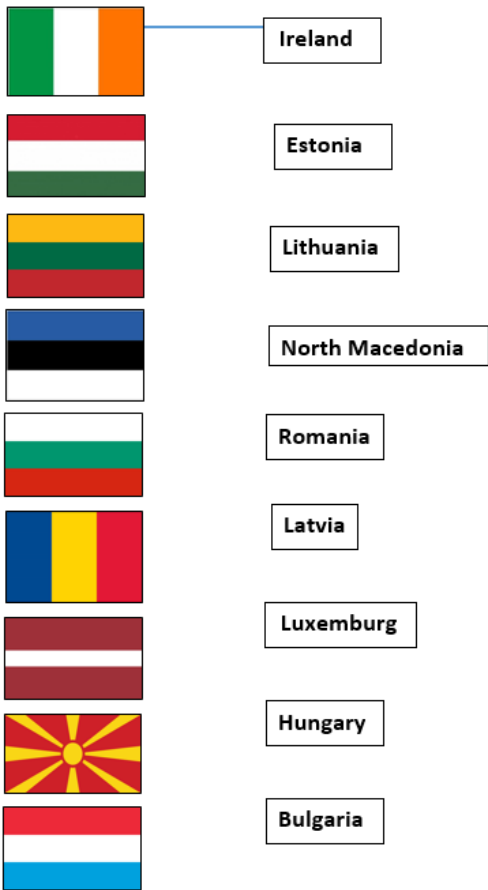 Ireland
Estonia
Lithuania
North Macedonia
Romania
Latvia
Luxemburg
Hungary
Bulgaria